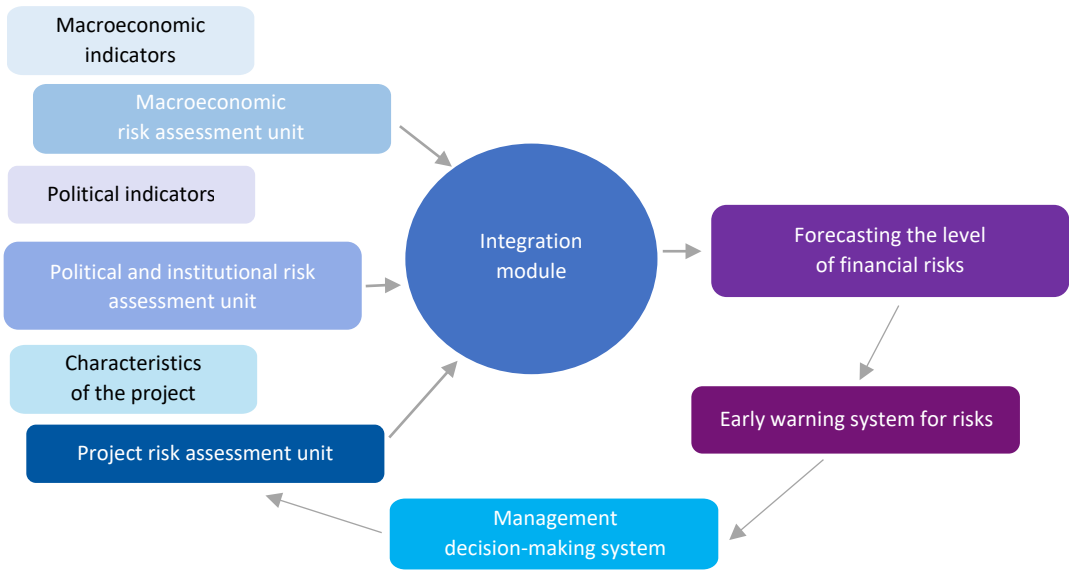 Macroeconomic
indicators
Macroeconomic
risk assessment unit
Political indicators
Political and institutional risk
assessment unit
Characteristics
of the project
Project risk assessment unit
Integration
module
Forecasting the level
of financial risks
Early warning system for risks
Management
decision-making system